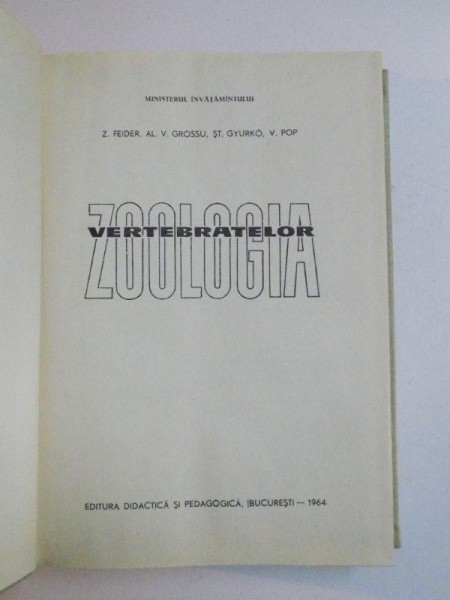 MINISTERUL ÎNVĂȚĂMÎNTULUI
Z. FEIDER, AL. V. GROSSU, ȘT. GYURKÓ, V. POP
ZOOLOGIA
VERTEBRATELOR
EDITURA DIDACTICĂ ȘI PEDAGOGICĂ, BUCUREȘTI — 1964